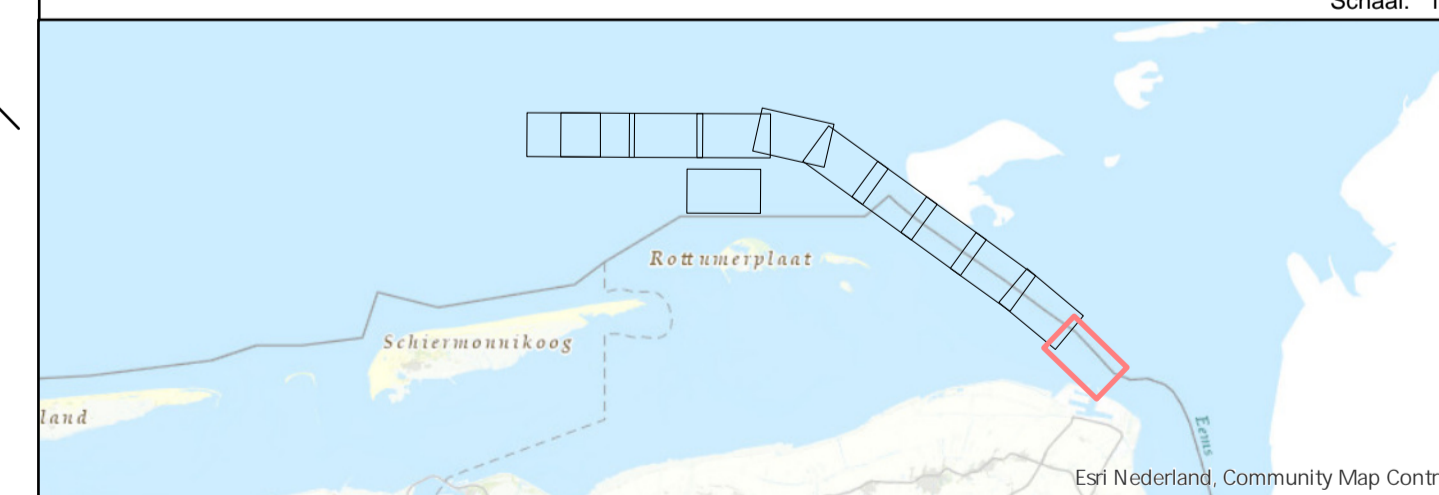 Schaal:
Rottumerplaat
Schiermonnikoog
land
Eems
Esri Nederland, Community Map Contr